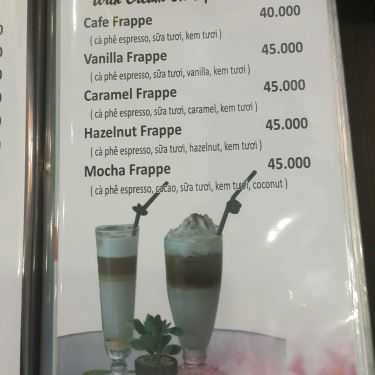 With
Cafe Frappe 40.000
( cà phê espresso, sữa tươi, kem tươi )
Vanilla Frappe 45.000
( cà phê espresso, sữa tươi, vanilla, kem tươi )
Caramel Frappe 45.000
( cà phê espresso, sữa tươi, caramel, kem tươi )
Hazelnut Frappe 45.000
( cà phê espresso, sữa tươi, hazelnut, kem tươi )
Mocha Frappe 45.000
( cà phê espresso, cacao, sữa tươi, kem tươi, coconut )